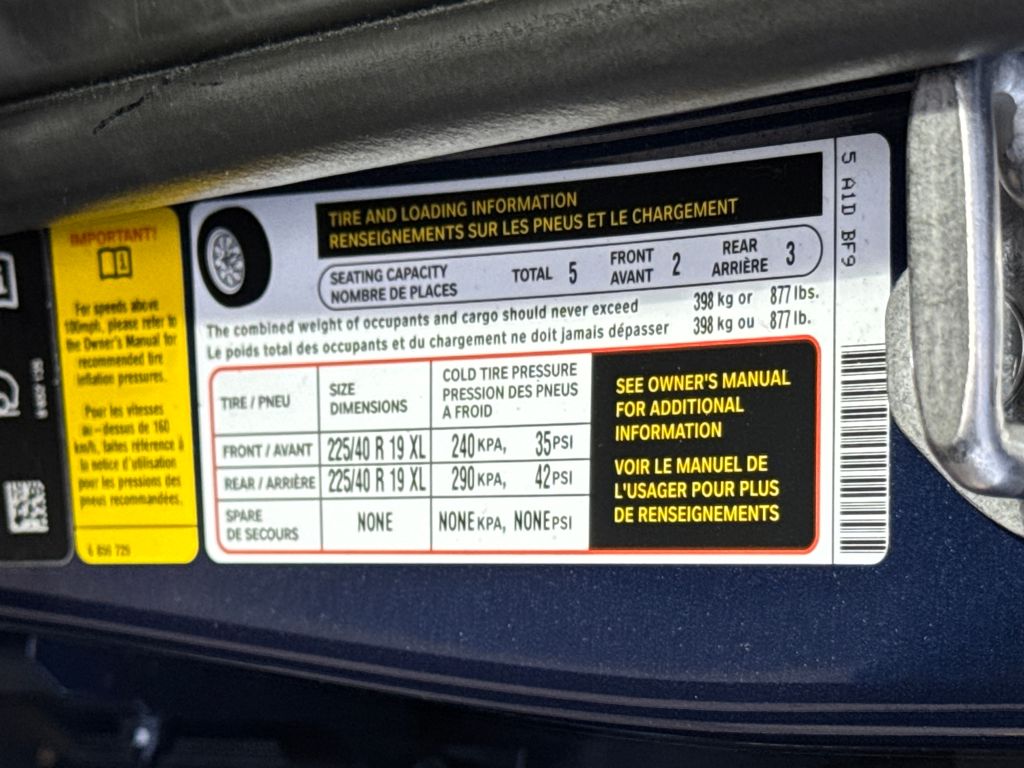 IMPORTANT!
For speeds above
100mph, please refer to
the Owner's Manual for
recommended tire
inflation pressures.
Pour les vitesses
au-dessus de 160
km/h, faites référence à
la notice d'utilisation
pour les pressions des
pneus recommandées.
TIRE AND LOADING INFORMATION
RENSEIGNEMENTS SUR LES PNEUS ET LE CHARGEMENT
SEATING CAPACITY
NOMBRE DE PLACES
TOTAL 5
FRONT
AVANT
2
REAR
ARRIÈRE
3
The combined weight of occupants and cargo should never exceed 398 kg or 877 lbs.
Le poids total des occupants et du chargement ne doit jamais dépasser 398 kg ou 877 lb.
TIRE / PNEU
SIZE
DIMENSIONS
COLD TIRE PRESSURE
PRESSION DES PNEUS
A FROID
FRONT / AVANT 225/40 R 19 XL 240 KPA, 35 PSI
REAR / ARRIÈRE 225/40 R 19 XL 290 KPA, 42 PSI
SPARE
DE SECOURS
NONE NONE KPA, NONE PSI
SEE OWNER'S MANUAL
FOR ADDITIONAL
INFORMATION
VOIR LE MANUEL DE
L'USAGER POUR PLUS
DE RENSEIGNEMENTS
5 A1D BF9